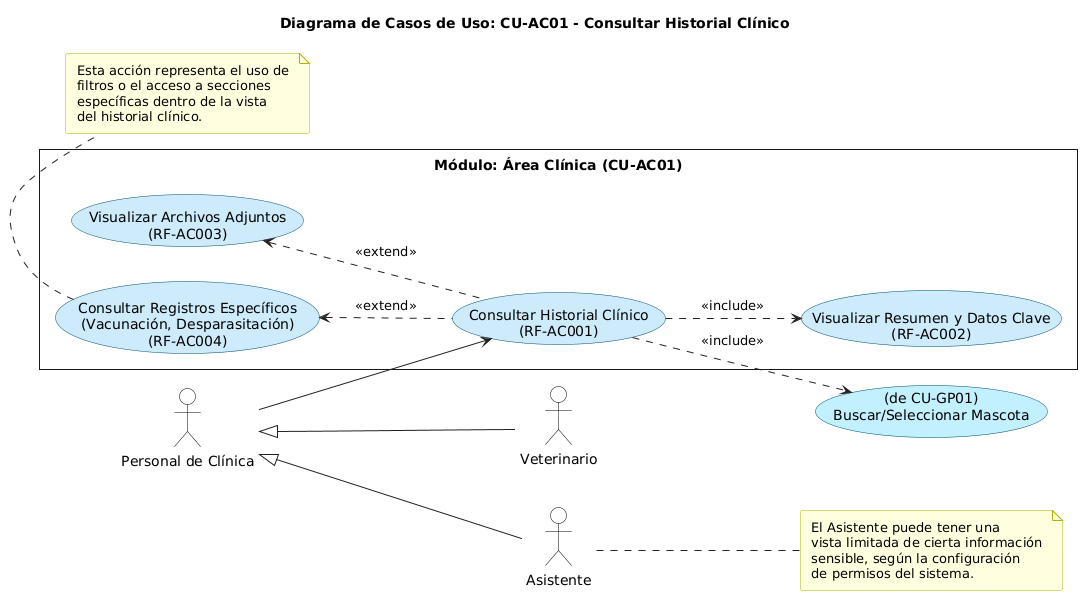 Diagrama de Casos de Uso: CU-AC01 - Consultar Historial Clínico
Esta acción representa el uso de
filtros o el acceso a secciones
específicas dentro de la vista
del historial clínico.
Módulo: Área Clínica (CU-AC01)
Visualizar Archivos Adjuntos
(RF-AC003)
«extend»
Consultar Registros Específicos
(Vacunación, Desparasitación)
(RF-AC004)
«extend»
Consultar Historial Clínico
(RF-AC001)
«include»
Visualizar Resumen y Datos Clave
(RF-AC002)
«include»
(de CU-GP01)
Buscar/Seleccionar Mascota
Personal de Clínica
Veterinario
Asistente
El Asistente puede tener una
vista limitada de cierta información
sensible, según la configuración
de permisos del sistema.